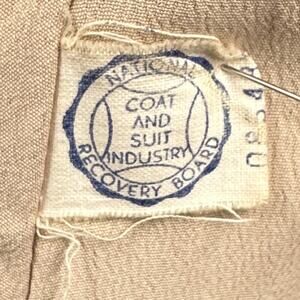 NATIONAL
COAT
AND
SUIT
INDUSTRY
RECOVERY BOARD